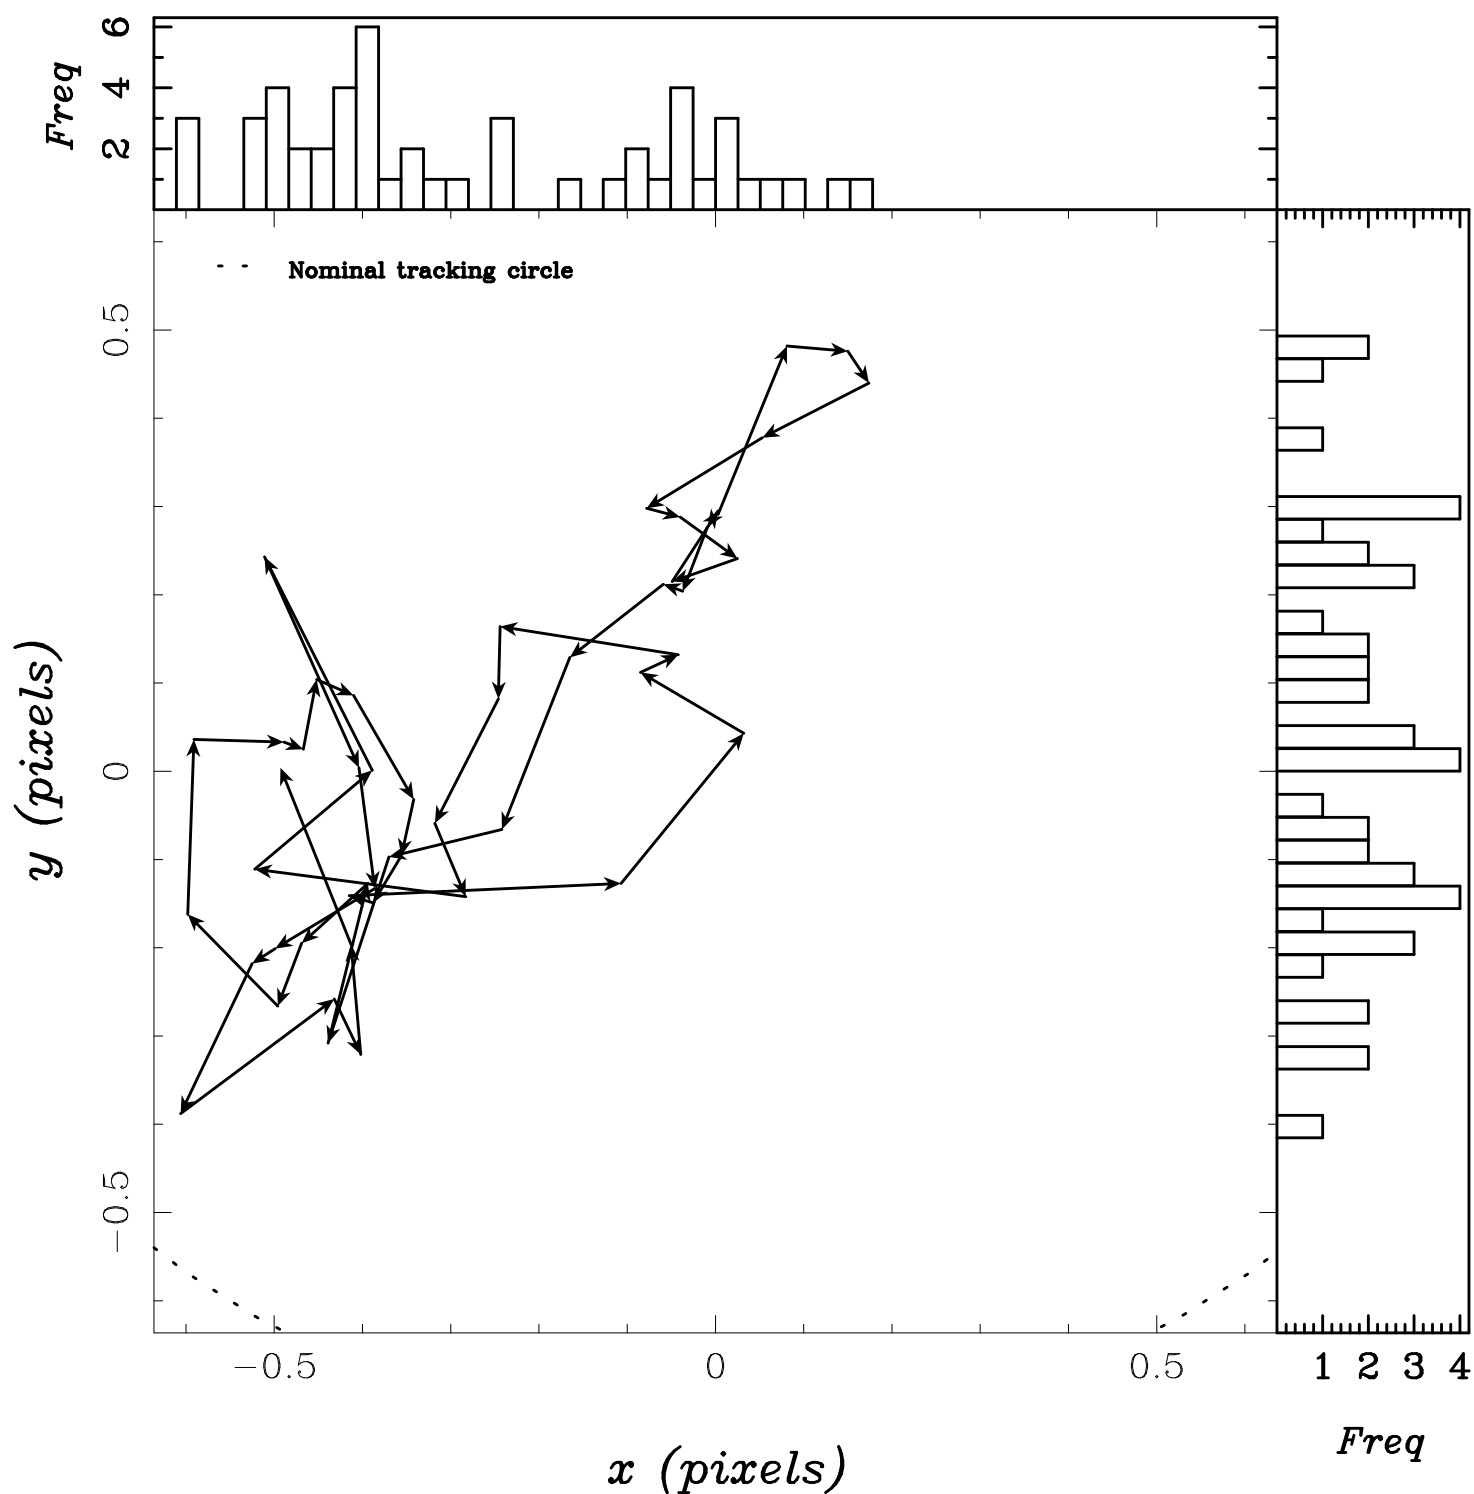 Freq
2 4 6
Nominal tracking circle
0.5
0
−0.5
y (pixels)
−0.5 0 0.5
x (pixels)
1 2 3 4
Freq